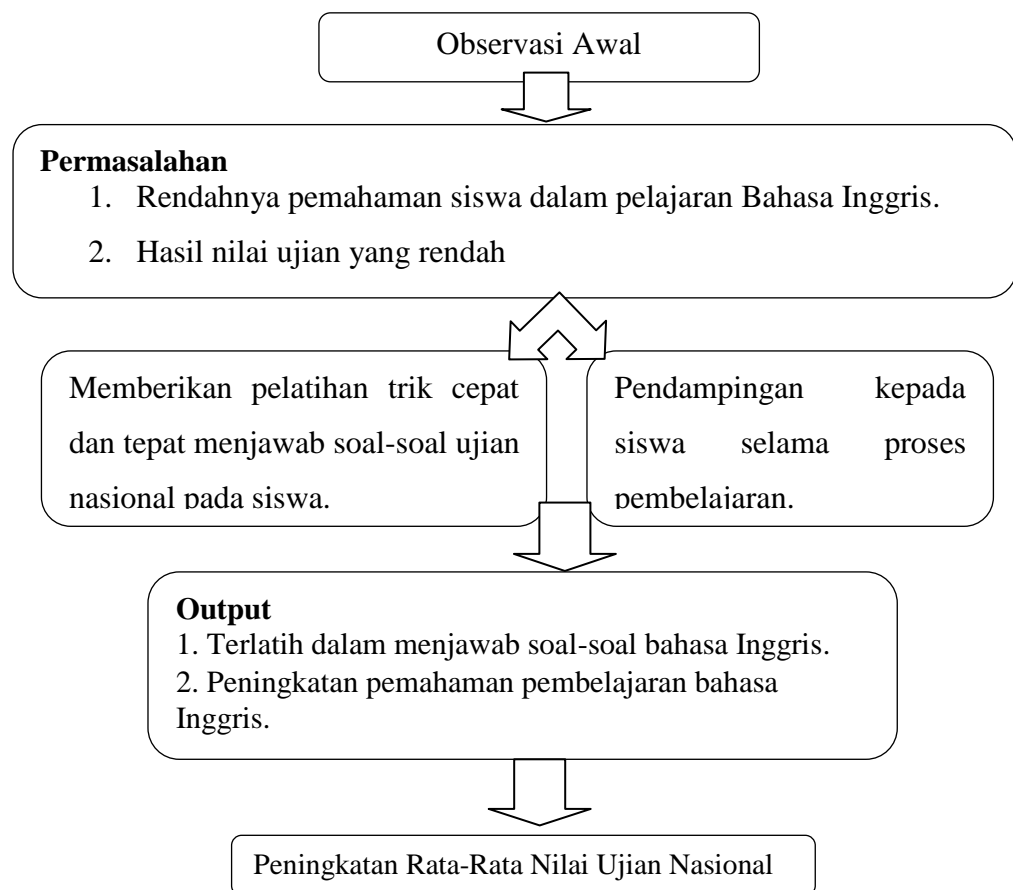 Observasi Awal
Permasalahan
1. Rendahnya pemahaman siswa dalam pelajaran Bahasa Inggris.
2. Hasil nilai ujian yang rendah
Memberikan pelatihan trik cepat
dan tepat menjawab soal-soal ujian
nasional pada siswa.
Pendampingan kepada
siswa selama proses
pembelajaran.
Output
1. Terlatih dalam menjawab soal-soal bahasa Inggris.
2. Peningkatan pemahaman pembelajaran bahasa
Inggris.
Peningkatan Rata-Rata Nilai Ujian Nasional